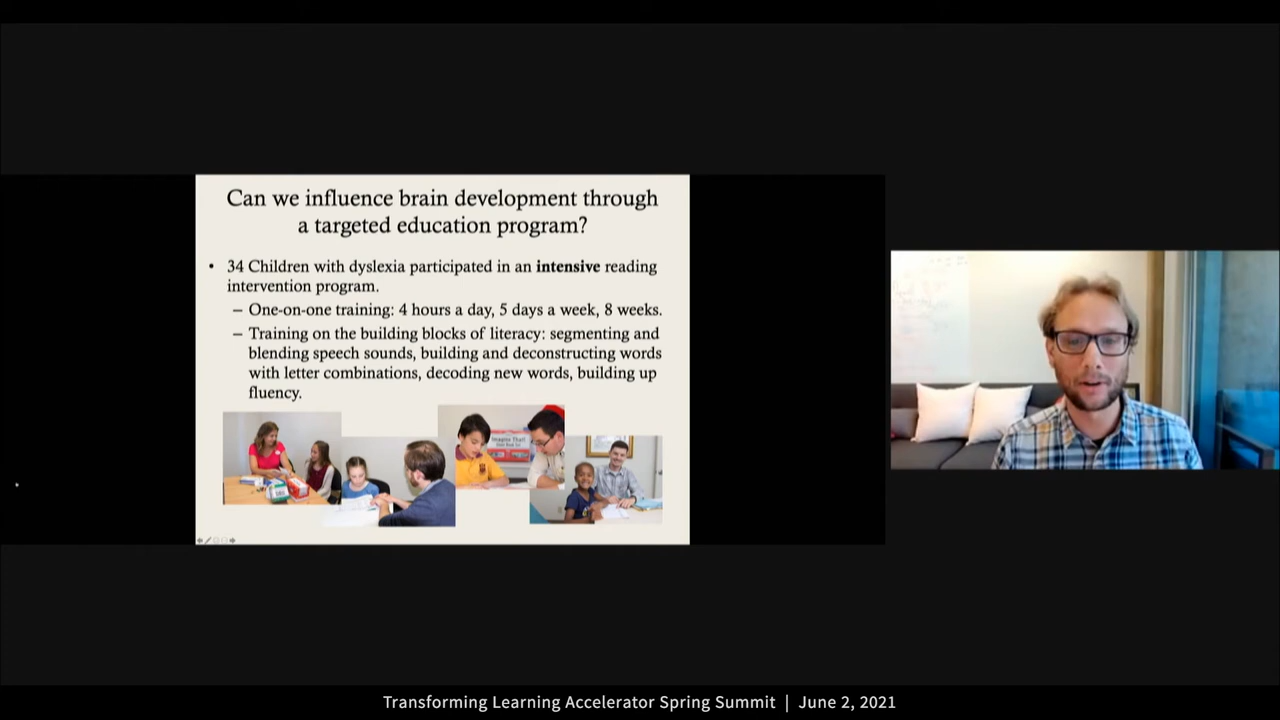 Can we influence brain development through
a targeted education program?
• 34 Children with dyslexia participated in an intensive reading
intervention program.
– One-on-one training: 4 hours a day, 5 days a week, 8 weeks.
– Training on the building blocks of literacy: segmenting and
blending speech sounds, building and deconstructing words
with letter combinations, decoding new words, building up
fluency.
Imagine That!
Transforming Learning Accelerator Spring Summit | June 2, 2021